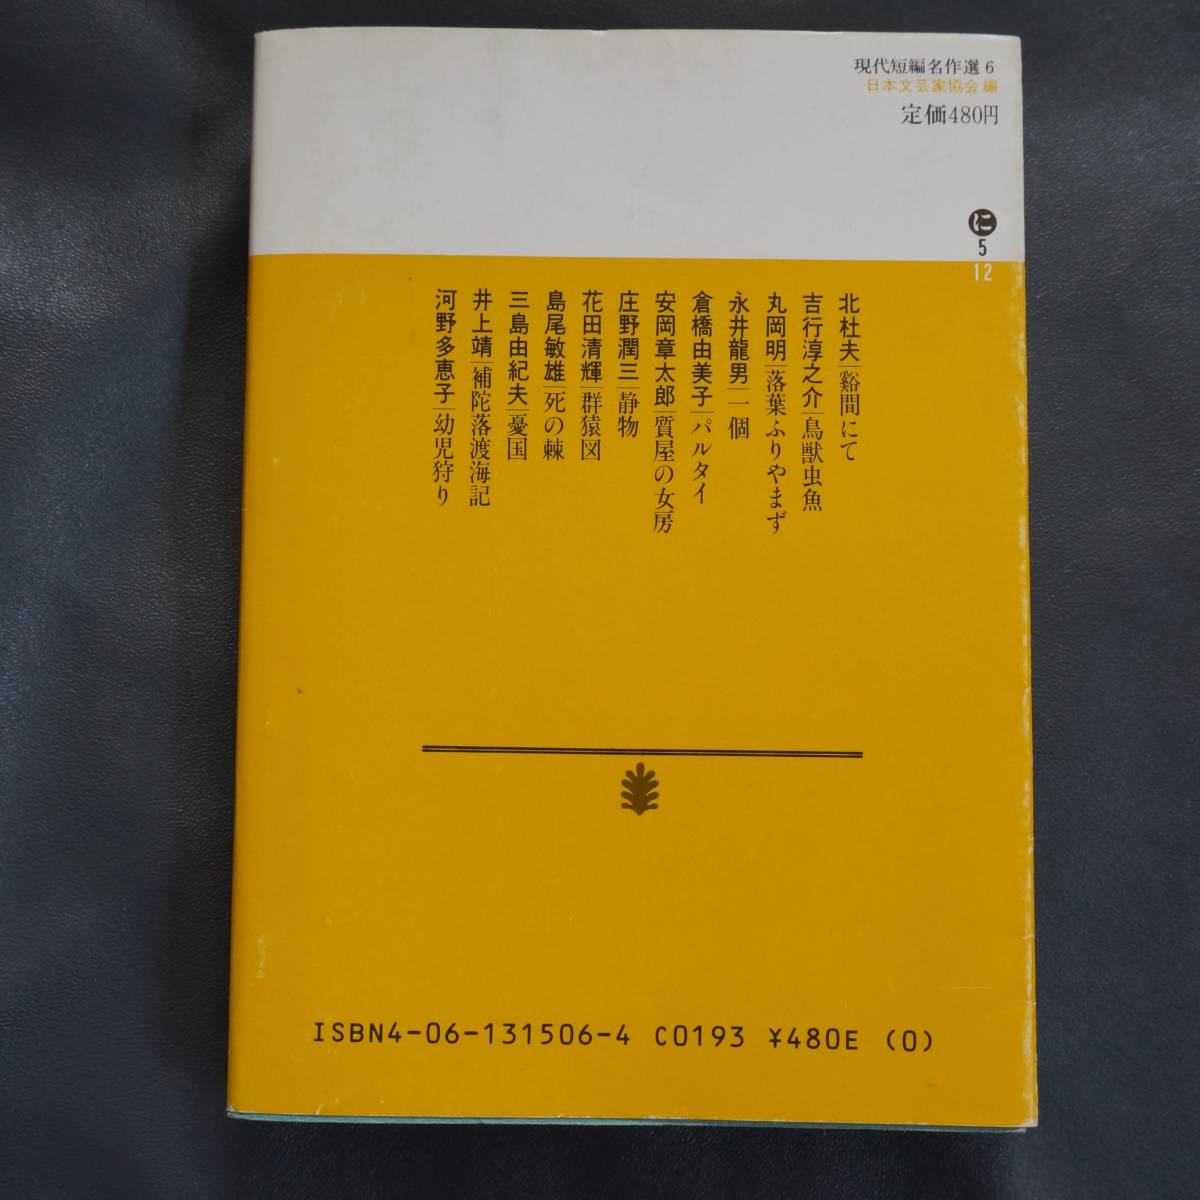 現代短編名作選6
日本文芸家協会編
定価480円
に
5
12
北杜夫|谿間にて
吉行淳之介|鳥獣虫魚
丸岡明|落葉ふりやまず
永井龍男|一個
倉橋由美子|パルタイ
安岡章太郎|質屋の女房
庄野潤三|静物
花田清輝|群猿図
島尾敏雄|死の棘
三島由紀夫|憂国
井上靖|補陀落渡海記
河野多恵子|幼児狩り
ISBN4-06-131506-4 C0193 ¥480E (0)